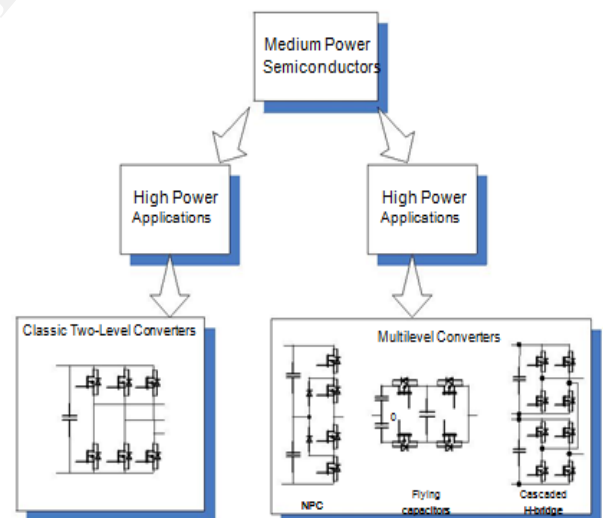 Medium Power
Semiconductors
High Power
Applications
High Power
Applications
Classic Two-Level Converters
Multilevel Converters
0
NPC
Flying
capacitors
Cascaded
H-bridge